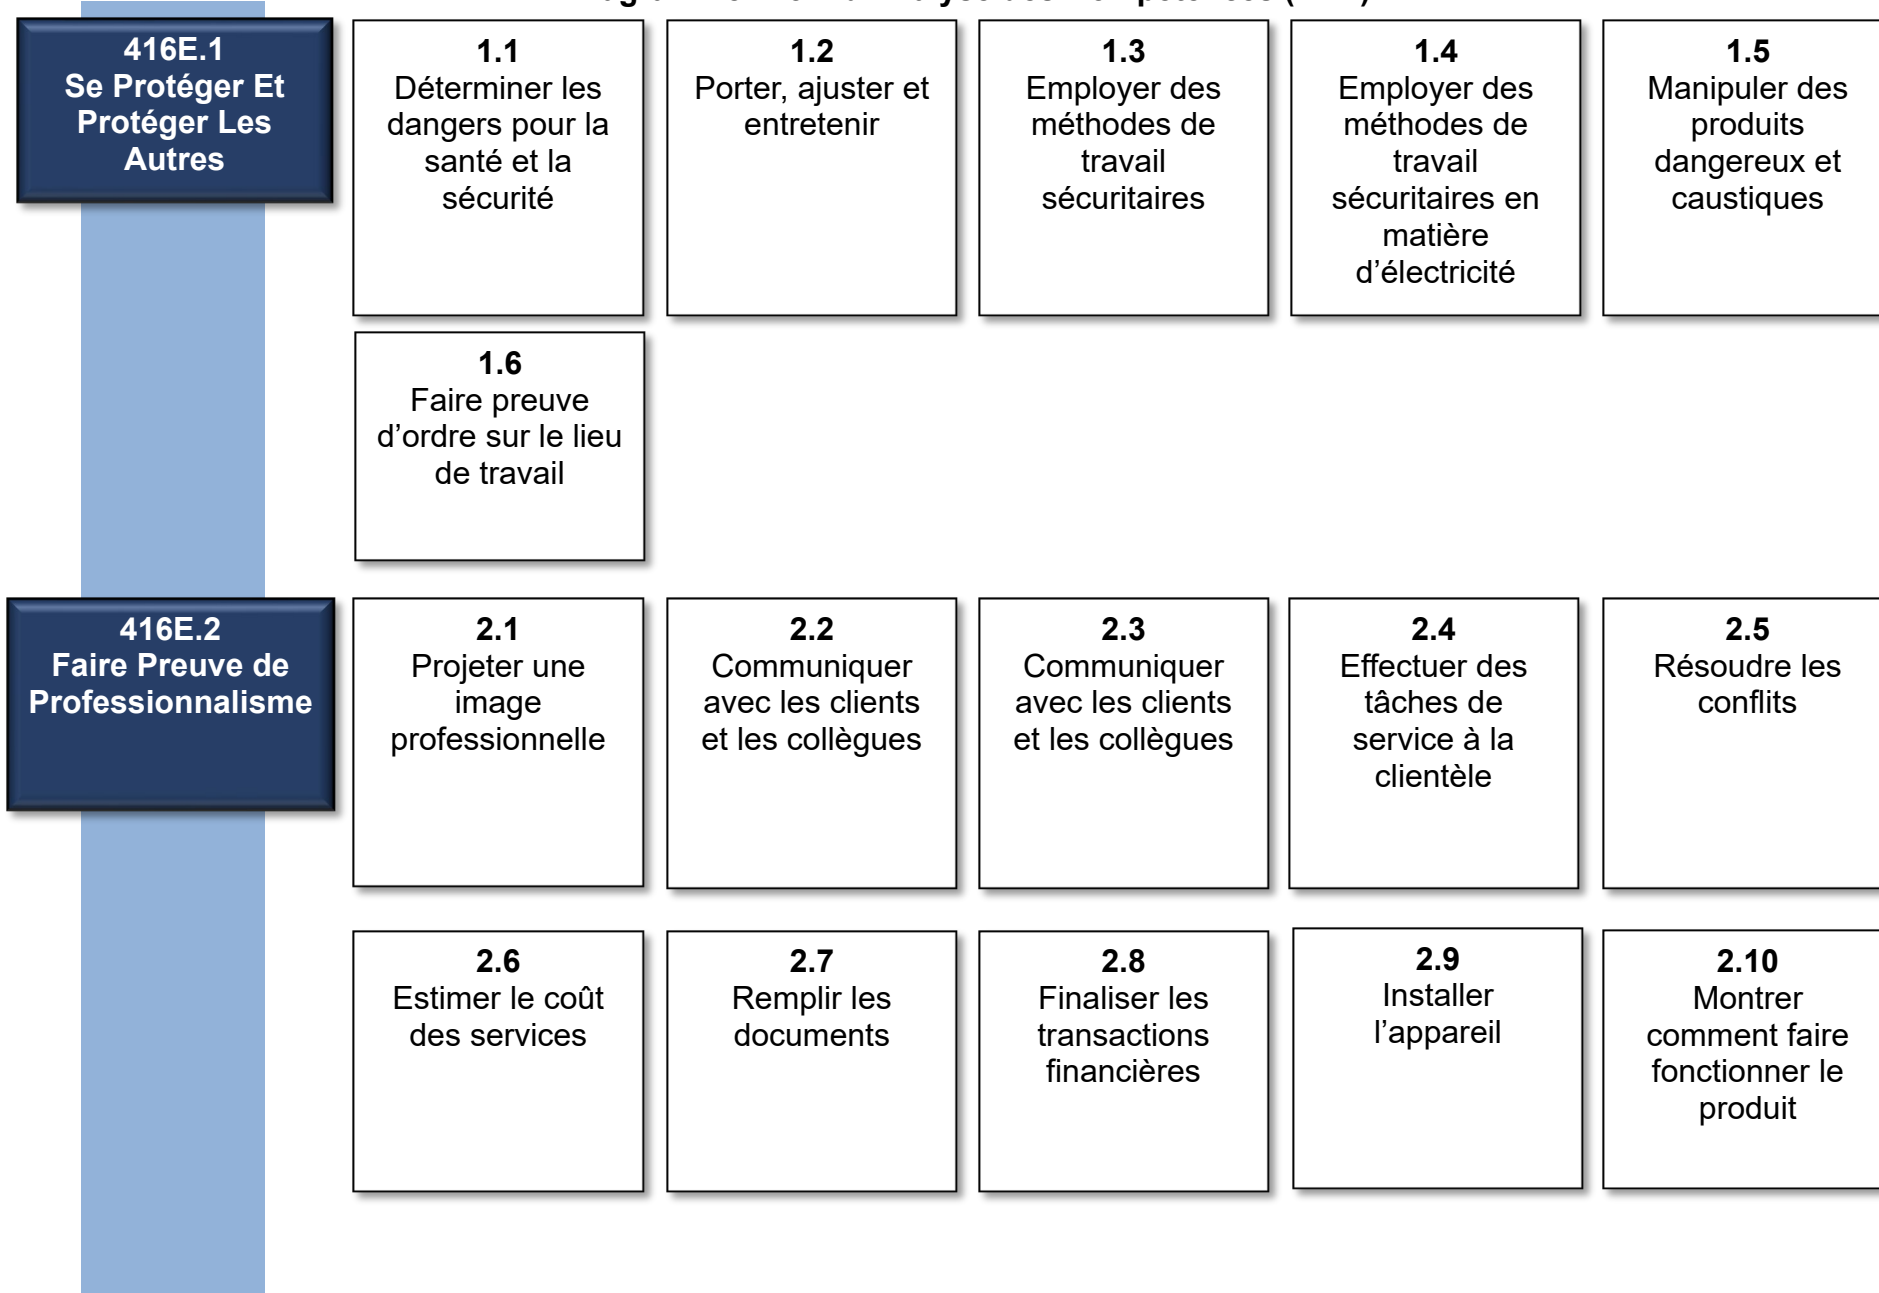 416E.1
Se Protéger Et
Protéger Les
Autres
1.1
Déterminer les
dangers pour la
santé et la
sécurité
1.2
Porter, ajuster et
entretenir
1.3
Employer des
méthodes de
travail
sécuritaires
1.4
Employer des
méthodes de
travail
sécuritaires en
matière
d’électricité
1.5
Manipuler des
produits
dangereux et
caustiques
1.6
Faire preuve
d’ordre sur le lieu
de travail
416E.2
Faire Preuve de
Professionnalisme
2.1
Projeter une
image
professionnelle
2.2
Communiquer
avec les clients
et les collègues
2.3
Communiquer
avec les clients
et les collègues
2.4
Effectuer des
tâches de
service à la
clientèle
2.5
Résoudre les
conflits
2.6
Estimer le coût
des services
2.7
Remplir les
documents
2.8
Finaliser les
transactions
financières
2.9
Installer
l’appareil
2.10
Montrer
comment faire
fonctionner le
produit